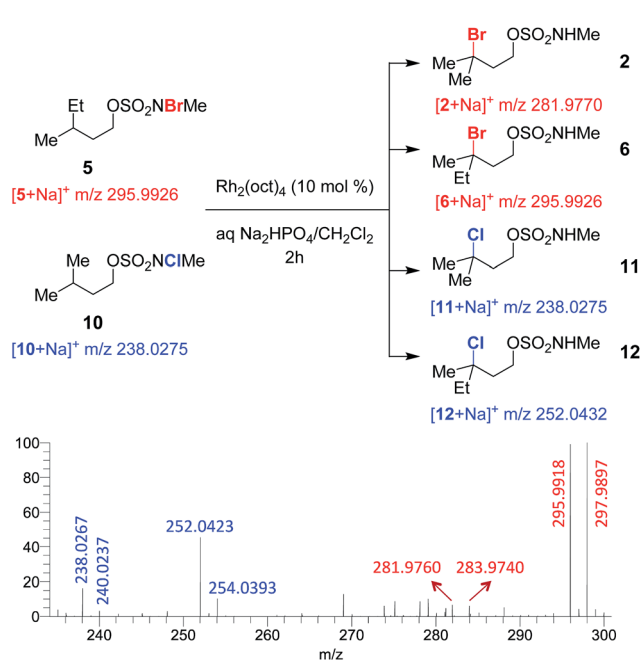 Et
OSO2NBrMe
Me
5
[5+Na]+ m/z 295.9926
Me
OSO2NClMe
Me
10
[10+Na]+ m/z 238.0275
Rh2(oct)4 (10 mol %)
aq Na2HPO4/CH2Cl2
2h
Br
OSO2NHMe
2
Me
Me
[2+Na]+ m/z 281.9770
Br
OSO2NHMe
6
Me
Et
[6+Na]+ m/z 295.9926
Cl
OSO2NHMe
11
Me
Me
[11+Na]+ m/z 238.0275
Cl
OSO2NHMe
12
Me
Et
[12+Na]+ m/z 252.0432
100
80
60
40
20
0
238.0267
240.0237
252.0423
254.0393
281.9760
283.9740
295.9918
297.9897
240 250 260 270 280 290 300
m/z